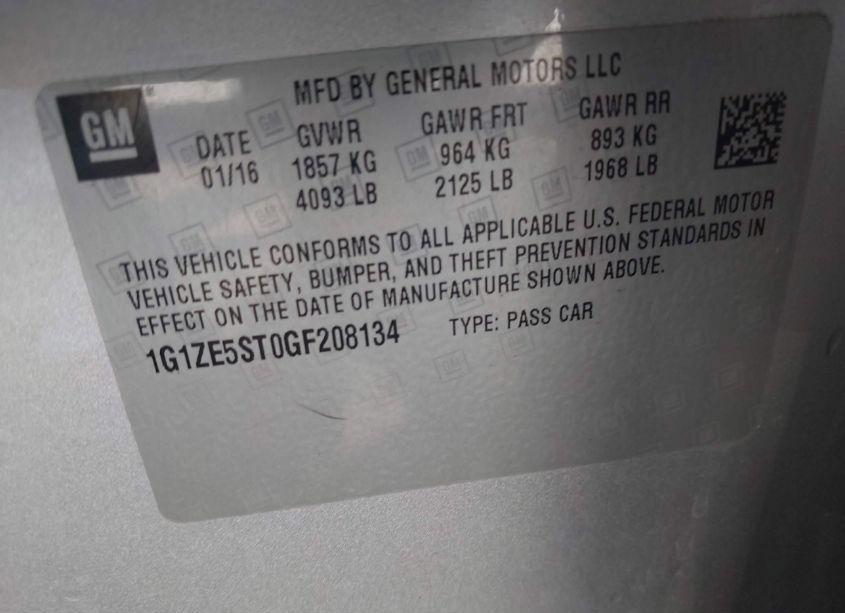 GM
MFD BY GENERAL MOTORS LLC
DATE GVWR GAWR FRT GAWR RR
01/16 1857 KG 964 KG 893 KG
4093 LB 2125 LB 1968 LB
THIS VEHICLE CONFORMS TO ALL APPLICABLE U.S. FEDERAL MOTOR
VEHICLE SAFETY, BUMPER, AND THEFT PREVENTION STANDARDS IN
EFFECT ON THE DATE OF MANUFACTURE SHOWN ABOVE.
1G1ZE5ST0GF208134 TYPE: PASS CAR